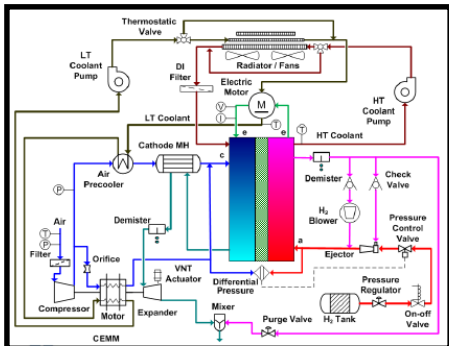 Thermostatic
Valve
LT
Coolant
Pump
DI
Filter
Radiator / Fans
Electric
Motor
M
HT
Coolant
Pump
V
I
T
T
LT Coolant
HT Coolant
e
e
Cathode MH
c
Air
Precooler
P
Demister
Check
Valve
H2
Blower
Pressure
Control
Valve
Air
T
P
Filter
Demister
Orifice
VNT
Actuator
a
Ejector
Differential
Pressure
Pressure
Regulator
Compressor
Motor
Expander
Mixer
H2 Tank
On-off
Valve
Purge Valve
CEMM